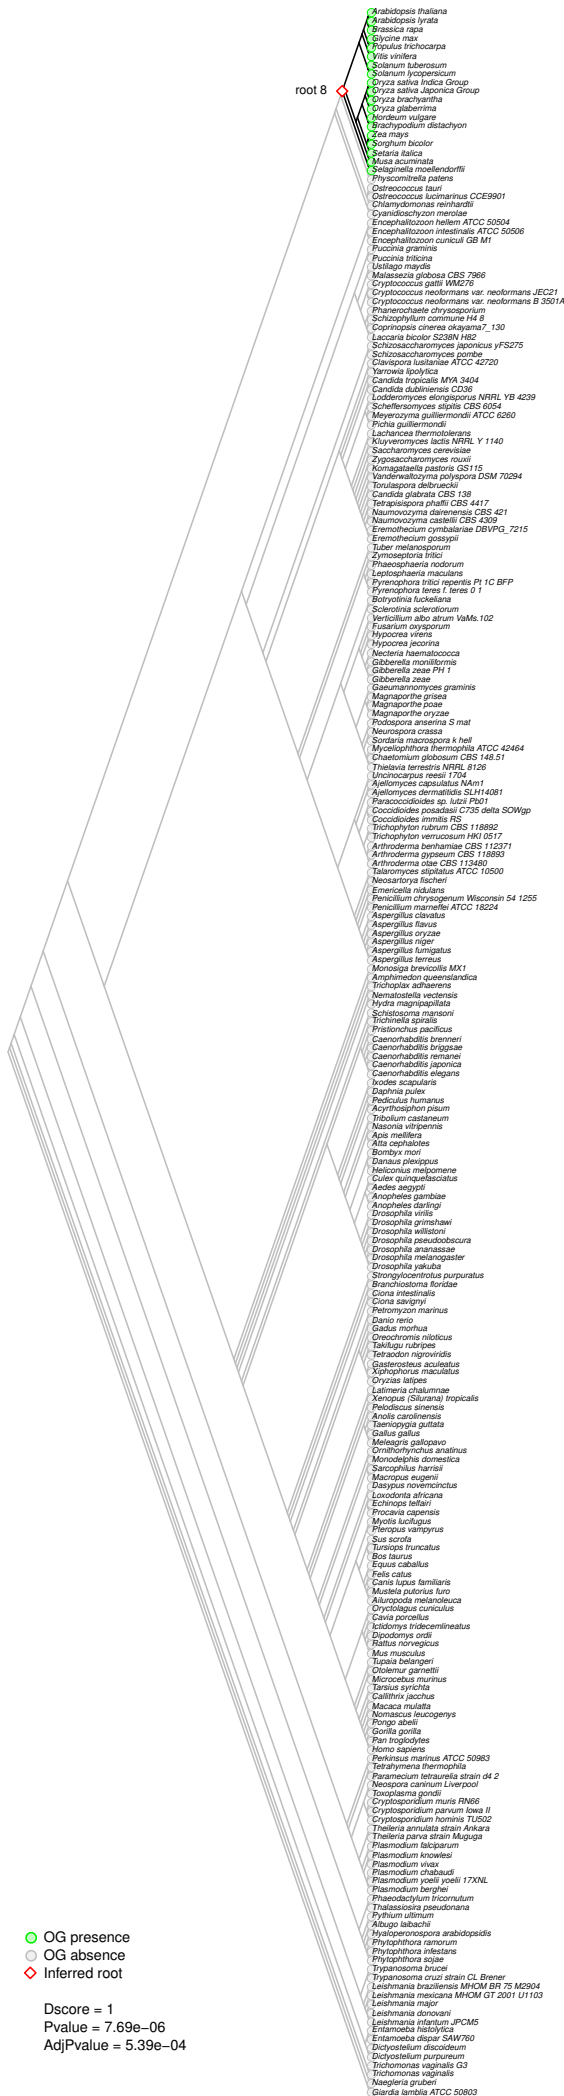 Arabidopsis thaliana
Arabidopsis lyrata
Brassica rapa
Glycine max
Populus trichocarpa
Vitis vinifera
Solanum tuberosum
Solanum lycopersicum
Oryza sativa Indica Group
root 8
Oryza sativa Japonica Group
Oryza brachyantha
Oryza glaberrima
Hordeum vulgare
Brachypodium distachyon
Zea mays
Sorghum bicolor
Setaria italica
Musa acuminata
Selaginella moellendorffii
Physcomitrella patens
Ostreococcus tauri
Ostreococcus lucimarinus CCE9901
Chlamydomonas reinhardtii
Cyanidioschyzon merolae
Encephalitozoon hellem ATCC 50504
Encephalitozoon intestinalis ATCC 50506
Encephalitozoon cuniculi GB M1
Puccinia graminis
Puccinia triticina
Ustilago maydis
Malassezia globosa CBS 7966
Cryptococcus gattii WM276
Cryptococcus neoformans var. neoformans JEC21
Cryptococcus neoformans var. neoformans B 3501A
Phanerochaete chrysosporium
Schizophyllum commune H4 8
Coprinopsis cinerea okayama7_130
Laccaria bicolor S238N H82
Schizosaccharomyces japonicus yFS275
Schizosaccharomyces pombe
Clavispora lusitaniae ATCC 42720
Yarrowia lipolytica
Candida tropicalis MYA 3404
Candida dubliniensis CD36
Lodderomyces elongisporus NRRL YB 4239
Scheffersomyces stipitis CBS 6054
Meyerozyma guilliermondii ATCC 6260
Pichia guilliermondii
Lachancea thermotolerans
Kluyveromyces lactis NRRL Y 1140
Saccharomyces cerevisiae
Zygosaccharomyces rouxii
Komagataella pastoris GS115
Vanderwaltozyma polyspora DSM 70294
Torulaspora delbrueckii
Candida glabrata CBS 138
Tetrapisispora phaffii CBS 4417
Naumovozyma dairenensis CBS 421
Naumovozyma castellii CBS 4309
Eremothecium cymbalariae DBVPG_7215
Eremothecium gossypii
Tuber melanosporum
Zymoseptoria tritici
Phaeosphaeria nodorum
Leptosphaeria maculans
Pyrenophora tritici repentis Pt 1C BFP
Pyrenophora teres f. teres 0 1
Botryotinia fuckeliana
Sclerotinia sclerotiorum
Verticillium albo atrum VaMs.102
Fusarium oxysporum
Hypocrea virens
Hypocrea jecorina
Necteria haematococca
Gibberella moniliformis
Gibberella zeae PH 1
Gibberella zeae
Gaeumannomyces graminis
Magnaporthe grisea
Magnaporthe poae
Magnaporthe oryzae
Podospora anserina S mat
Neurospora crassa
Sordaria macrospora k hell
Myceliophthora thermophila ATCC 42464
Chaetomium globosum CBS 148.51
Thielavia terrestris NRRL 8126
Uncinocarpus reesii 1704
Ajellomyces capsulatus NAm1
Ajellomyces dermatitidis SLH14081
Paracoccidioides sp. lutzii Pb01
Coccidioides posadasii C735 delta SOWgp
Coccidioides immitis RS
Trichophyton rubrum CBS 118892
Trichophyton verrucosum HKI 0517
Arthroderma benhamiae CBS 112371
Arthroderma gypseum CBS 118893
Arthroderma otae CBS 113480
Talaromyces stipitatus ATCC 10500
Neosartorya fischeri
Emericella nidulans
Penicillium chrysogenum Wisconsin 54 1255
Penicillium marneffei ATCC 18224
Aspergillus clavatus
Aspergillus flavus
Aspergillus oryzae
Aspergillus niger
Aspergillus fumigatus
Aspergillus terreus
Monosiga brevicollis MX1
Amphimedon queenslandica
Trichoplax adhaerens
Nematostella vectensis
Hydra magnipapillata
Schistosoma mansoni
Trichinella spiralis
Pristionchus pacificus
Caenorhabditis brenneri
Caenorhabditis briggsae
Caenorhabditis remanei
Caenorhabditis japonica
Caenorhabditis elegans
Ixodes scapularis
Daphnia pulex
Pediculus humanus
Acyrthosiphon pisum
Tribolium castaneum
Nasonia vitripennis
Apis mellifera
Atta cephalotes
Bombyx mori
Danaus plexippus
Heliconius melpomene
Culex quinquefasciatus
Aedes aegypti
Anopheles gambiae
Anopheles darlingi
Drosophila virilis
Drosophila grimshawi
Drosophila willistoni
Drosophila pseudoobscura
Drosophila ananassae
Drosophila melanogaster
Drosophila yakuba
Strongylocentrotus purpuratus
Branchiostoma floridae
Ciona intestinalis
Ciona savignyi
Petromyzon marinus
Danio rerio
Gadus morhua
Oreochromis niloticus
Takifugu rubripes
Tetraodon nigroviridis
Gasterosteus aculeatus
Xiphophorus maculatus
Oryzias latipes
Latimeria chalumnae
Xenopus (Silurana) tropicalis
Pelodiscus sinensis
Anolis carolinensis
Taeniopygia guttata
Gallus gallus
Meleagris gallopavo
Ornithorhynchus anatinus
Monodelphis domestica
Sarcophilus harrisii
Macropus eugenii
Dasypus novemcinctus
Loxodonta africana
Echinops telfairi
Procavia capensis
Myotis lucifugus
Pteropus vampyrus
Sus scrofa
Tursiops truncatus
Bos taurus
Equus caballus
Felis catus
Canis lupus familiaris
Mustela putorius furo
Ailuropoda melanoleuca
Oryctolagus cuniculus
Cavia porcellus
Ictidomys tridecemlineatus
Dipodomys ordii
Rattus norvegicus
Mus musculus
Tupaia belangeri
Otolemur garnettii
Microcebus murinus
Tarsius syrichta
Callithrix jacchus
Macaca mulatta
Nomascus leucogenys
Pongo abelii
Gorilla gorilla
Pan troglodytes
Homo sapiens
Perkinsus marinus ATCC 50983
Tetrahymena thermophila
Paramecium tetraurelia strain d4 2
Neospora caninum Liverpool
Toxoplasma gondii
Cryptosporidium muris RN66
Cryptosporidium parvum Iowa II
Cryptosporidium hominis TU502
Theileria annulata strain Ankara
Theileria parva strain Muguga
Plasmodium falciparum
Plasmodium knowlesi
Plasmodium vivax
Plasmodium chabaudi
Plasmodium yoelii yoelii 17XNL
Plasmodium berghei
Phaeodactylum tricornutum
Thalassiosira pseudonana
Pythium ultimum
Albugo laibachii
Hyaloperonospora arabidopsidis
Phytophthora ramorum
Phytophthora infestans
Phytophthora sojae
Trypanosoma brucei
Trypanosoma cruzi strain CL Brener
Leishmania braziliensis MHOM BR 75 M2904
Leishmania mexicana MHOM GT 2001 U1103
Leishmania major
Leishmania donovani
Leishmania infantum JPCM5
Entamoeba histolytica
Entamoeba dispar SAW760
Dictyostelium discoideum
Dictyostelium purpureum
Trichomonas vaginalis G3
Trichomonas vaginalis
Naegleria gruberi
Giardia lamblia ATCC 50803
OG presence
OG absence
Inferred root
Dscore = 1
Pvalue = 7.69e−06
AdjPvalue = 5.39e−04